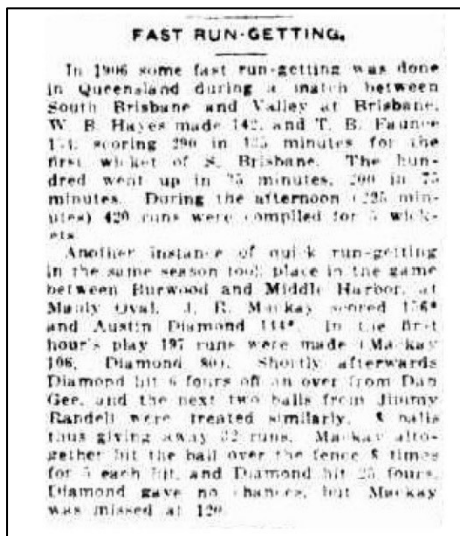 FAST RUN-GETTING.
In 1906 some fast run-getting was done
in Queensland during a match between
South Brisbane and Valley at Brisbane.
W. B. Hayes made 142, and T. B. Faunce
scoring 290 in minutes for the
first wicket of S. Brisbane. The hun-
dred went up in minutes, 200 in 75
minutes. During the afternoon (225 min-
utes) 420 runs were compiled for 5 wick-
ets
Another instance of quick run-getting
in the same season took place in the game
between Burwood and Middle Harbor, at
Manly Oval. J. R. Mackay scored 156*
and Austin Diamond 144*. In the first
hour's play 197 runs were made (Mackay
106, Diamond 80). Shortly afterwards
Diamond hit 6 fours off an over from Dan
Gee, and the next two balls from Jimmy
Randell were treated similarly. 8 balls
thus giving away 32 runs. Mackay alto-
gether hit the ball over the fence 8 times
for 5 each hit, and Diamond hit 25 fours.
Diamond gave no chances, but Mackay
was missed at 120.